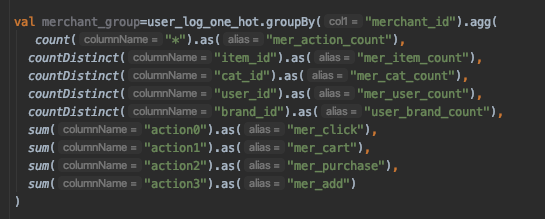 val merchant_group=user_log_one_hot.groupBy( col1 = "merchant_id").agg(
count( columnName = "*").as( alias = "mer_action_count"),
countDistinct( columnName = "item_id").as( alias = "mer_item_count"),
countDistinct( columnName = "cat_id").as( alias = "mer_cat_count"),
countDistinct( columnName = "user_id").as( alias = "mer_user_count"),
countDistinct( columnName = "brand_id").as( alias = "user_brand_count"),
sum( columnName = "action0").as( alias = "mer_click"),
sum( columnName = "action1").as( alias = "mer_cart"),
sum( columnName = "action2").as( alias = "mer_purchase"),
sum( columnName = "action3").as( alias = "mer_add")
)